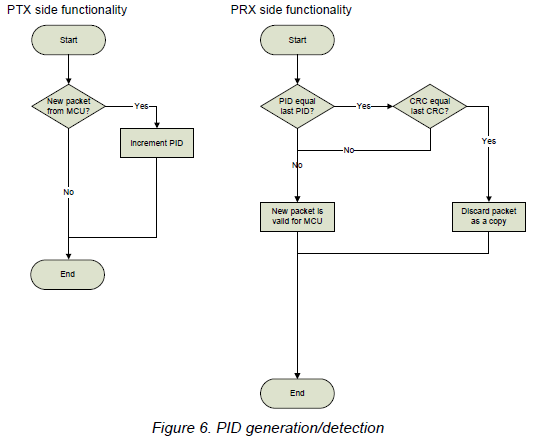 PTX side functionality
Start
New packet
from MCU?
Yes
Increment PID
No
End
PRX side functionality
Start
PID equal
last PID?
Yes
CRC equal
last CRC?
No
No
Yes
New packet is
valid for MCU
Discard packet
as a copy
End
Figure 6. PID generation/detection